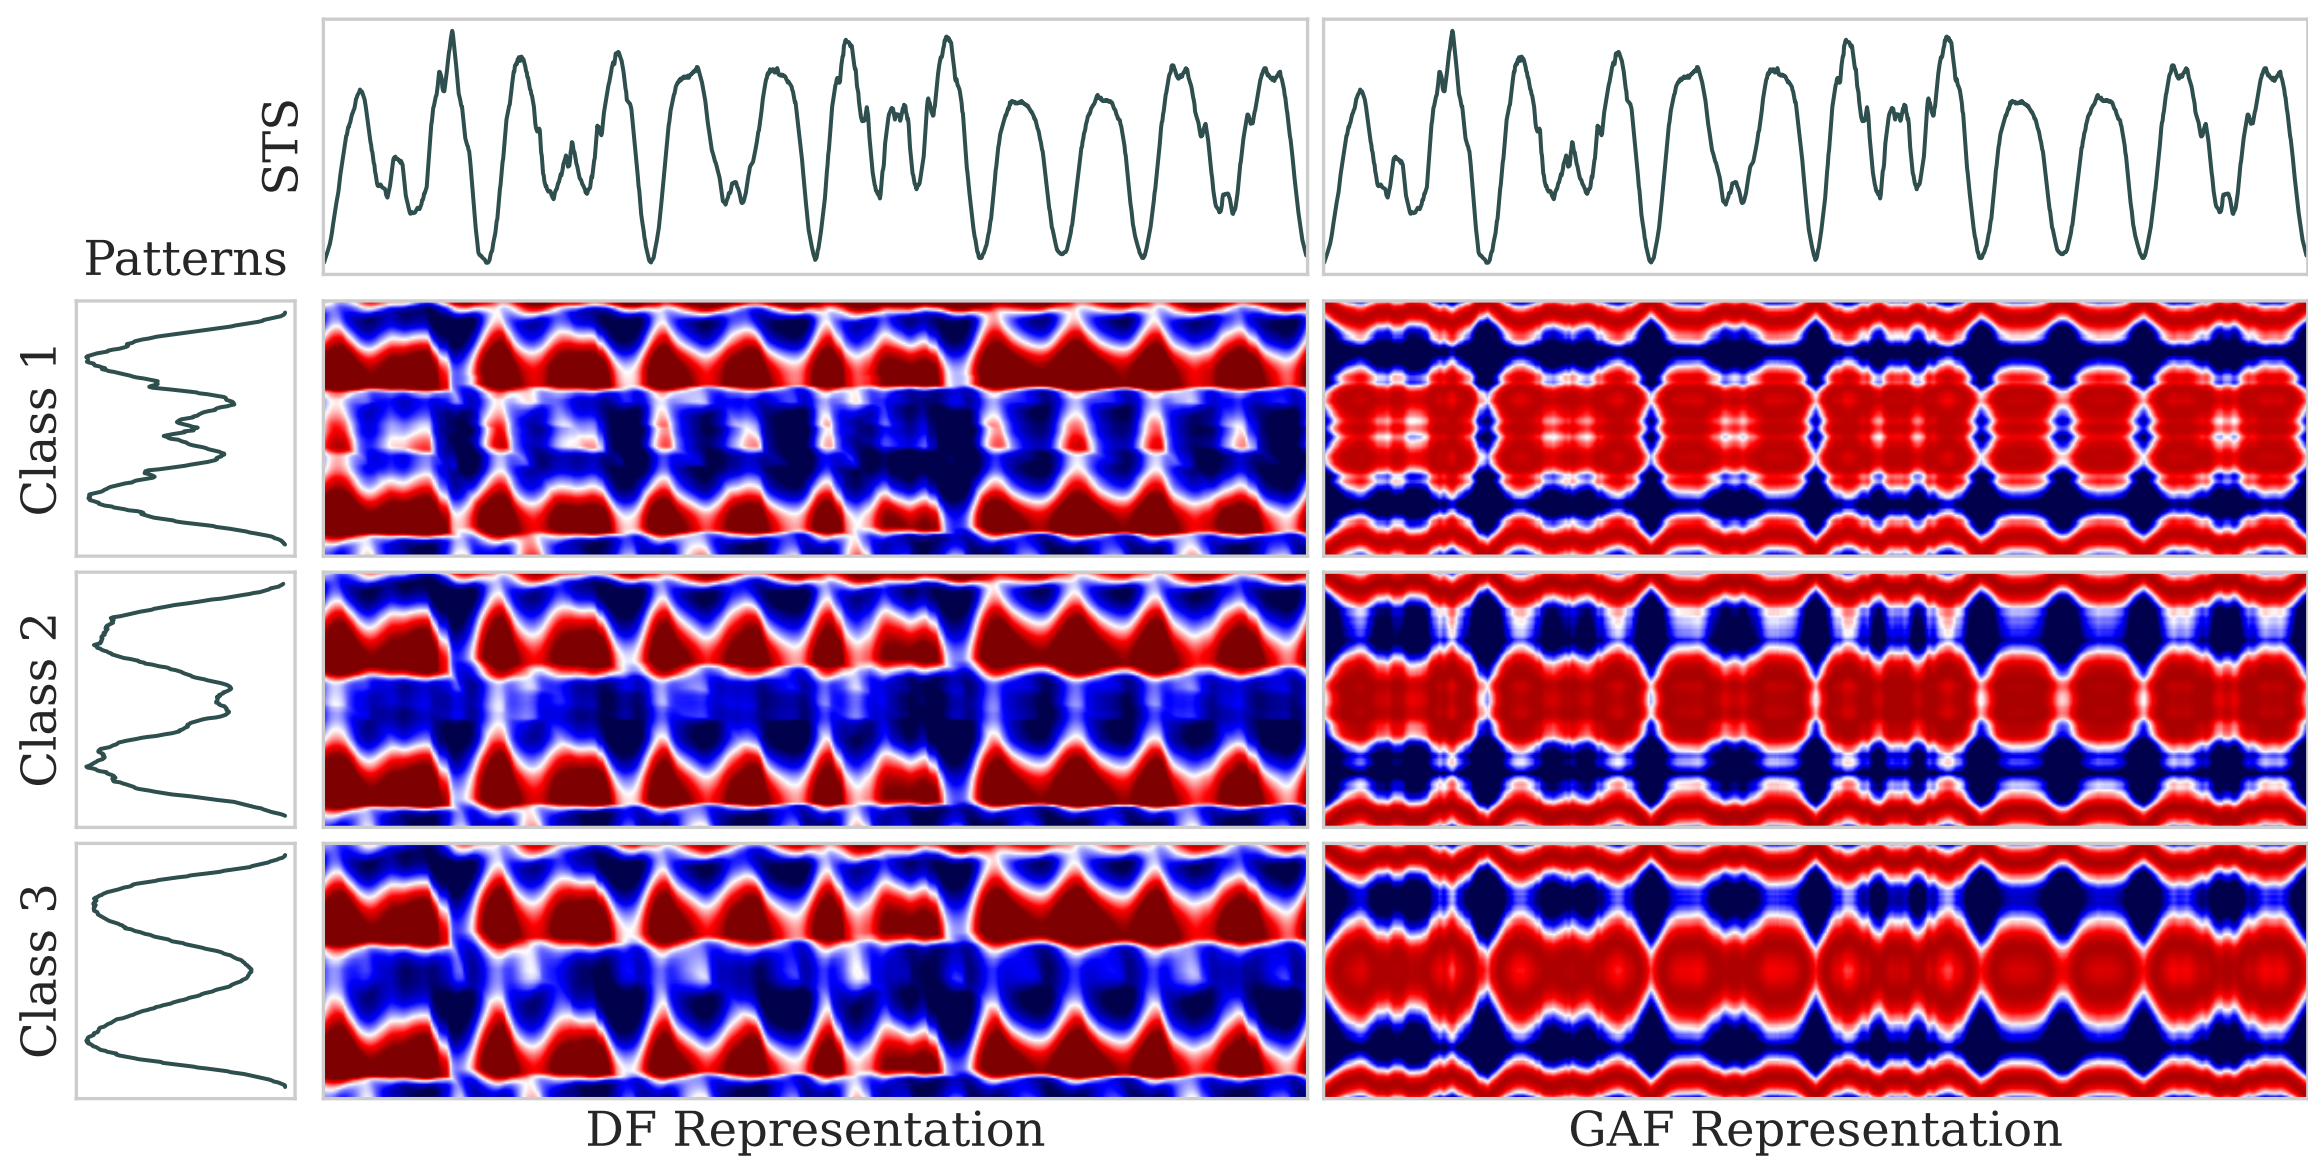 STS
Patterns
Class 1
Class 2
Class 3
DF Representation
GAF Representation